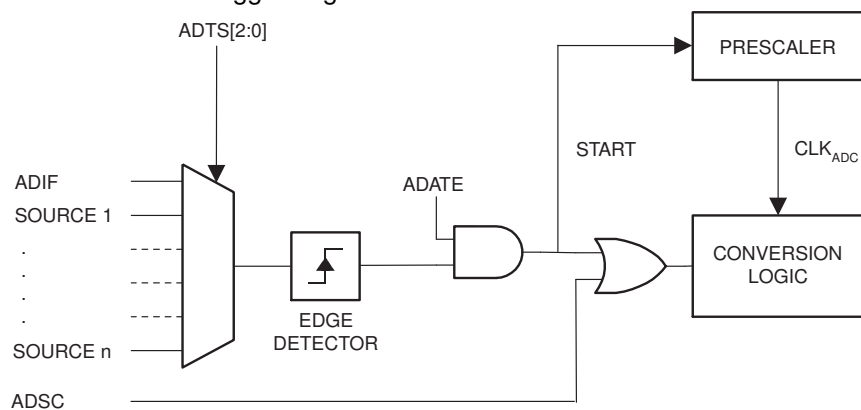 ADTS[2:0]
PRESCALER
START
CLKADC
ADIF
ADATE
SOURCE 1
.
.
.
.
CONVERSION
LOGIC
EDGE
DETECTOR
SOURCE n
ADSC